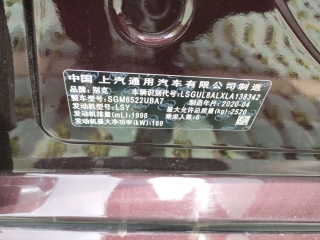 中国 上汽通用汽车有限公司制造
品牌:别克 车辆识别代号:LSGUL8ALXLA138342
整车型号:SGM6522UBA7 制造年月:2020-04
发动机型号:LSY 最大允许总质量(kg):2520
发动机排量(mL):1998 乘坐人数:6
发动机最大净功率(kW):169